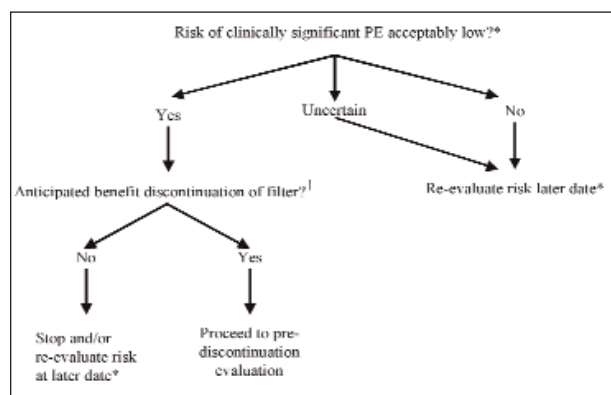 Risk of clinically significant PE acceptably low?*
Yes
Uncertain
No
Anticipated benefit discontinuation of filter?†
Re-evaluate risk later date*
No
Yes
Stop and/or
re-evaluate risk
at later date*
Proceed to pre-
discontinuation
evaluation